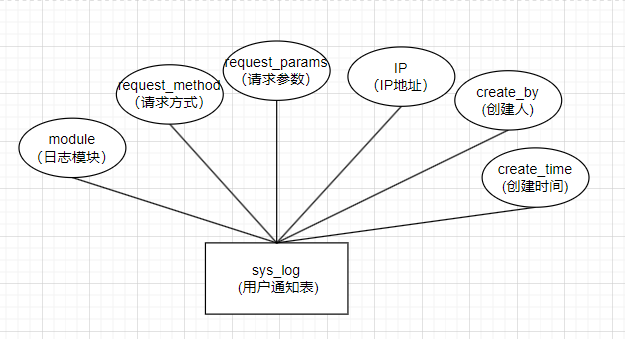 module
（日志模块）
request_method
（请求方式）
request_params
（请求参数）
IP
（IP地址）
create_by
(创建人)
create_time
(创建时间)
sys_log
(用户通知表)